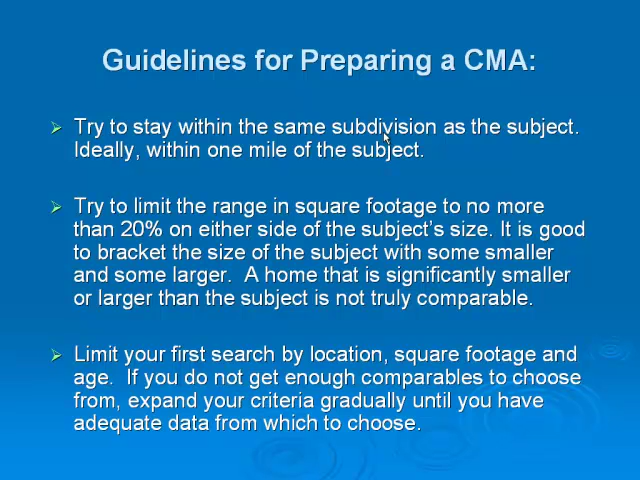 Guidelines for Preparing a CMA:
Try to stay within the same subdivision as the subject.
Ideally, within one mile of the subject.
Try to limit the range in square footage to no more
than 20% on either side of the subject's size. It is good
to bracket the size of the subject with some smaller
and some larger.  A home that is significantly smaller
or larger than the subject is not truly comparable.
Limit your first search by location, square footage and
age.  If you do not get enough comparables to choose
from, expand your criteria gradually until you have
adequate data from which to choose.